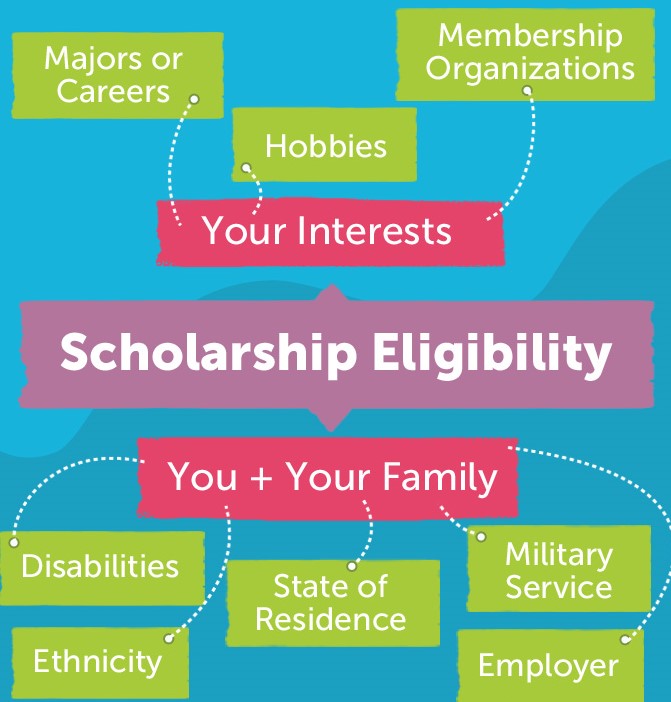 Majors or
Careers
Membership
Organizations
Hobbies
Your Interests
Scholarship Eligibility
You + Your Family
Disabilities
State of
Residence
Military
Service
Ethnicity
Employer